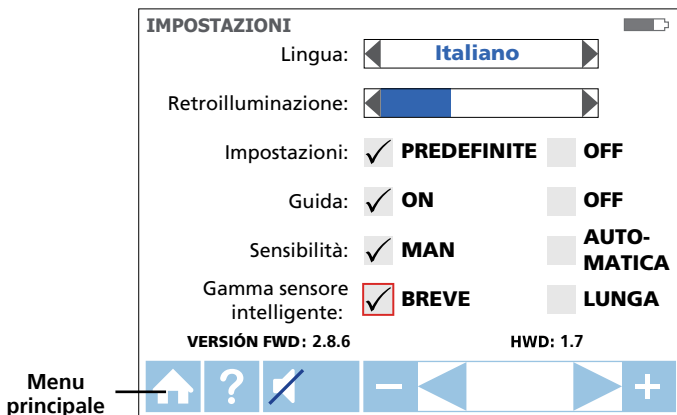 IMPOSTAZIONI
Lingua: Italiano
Retroilluminazione:
Impostazioni: PREDEFINITE OFF
Guida: ON OFF
Sensibilità: MAN AUTO-
MATICA
Gamma sensore
intelligente: BREVE LUNGA
VERSIÓN FWD: 2.8.6 HWD: 1.7
? − +
Menu
principale